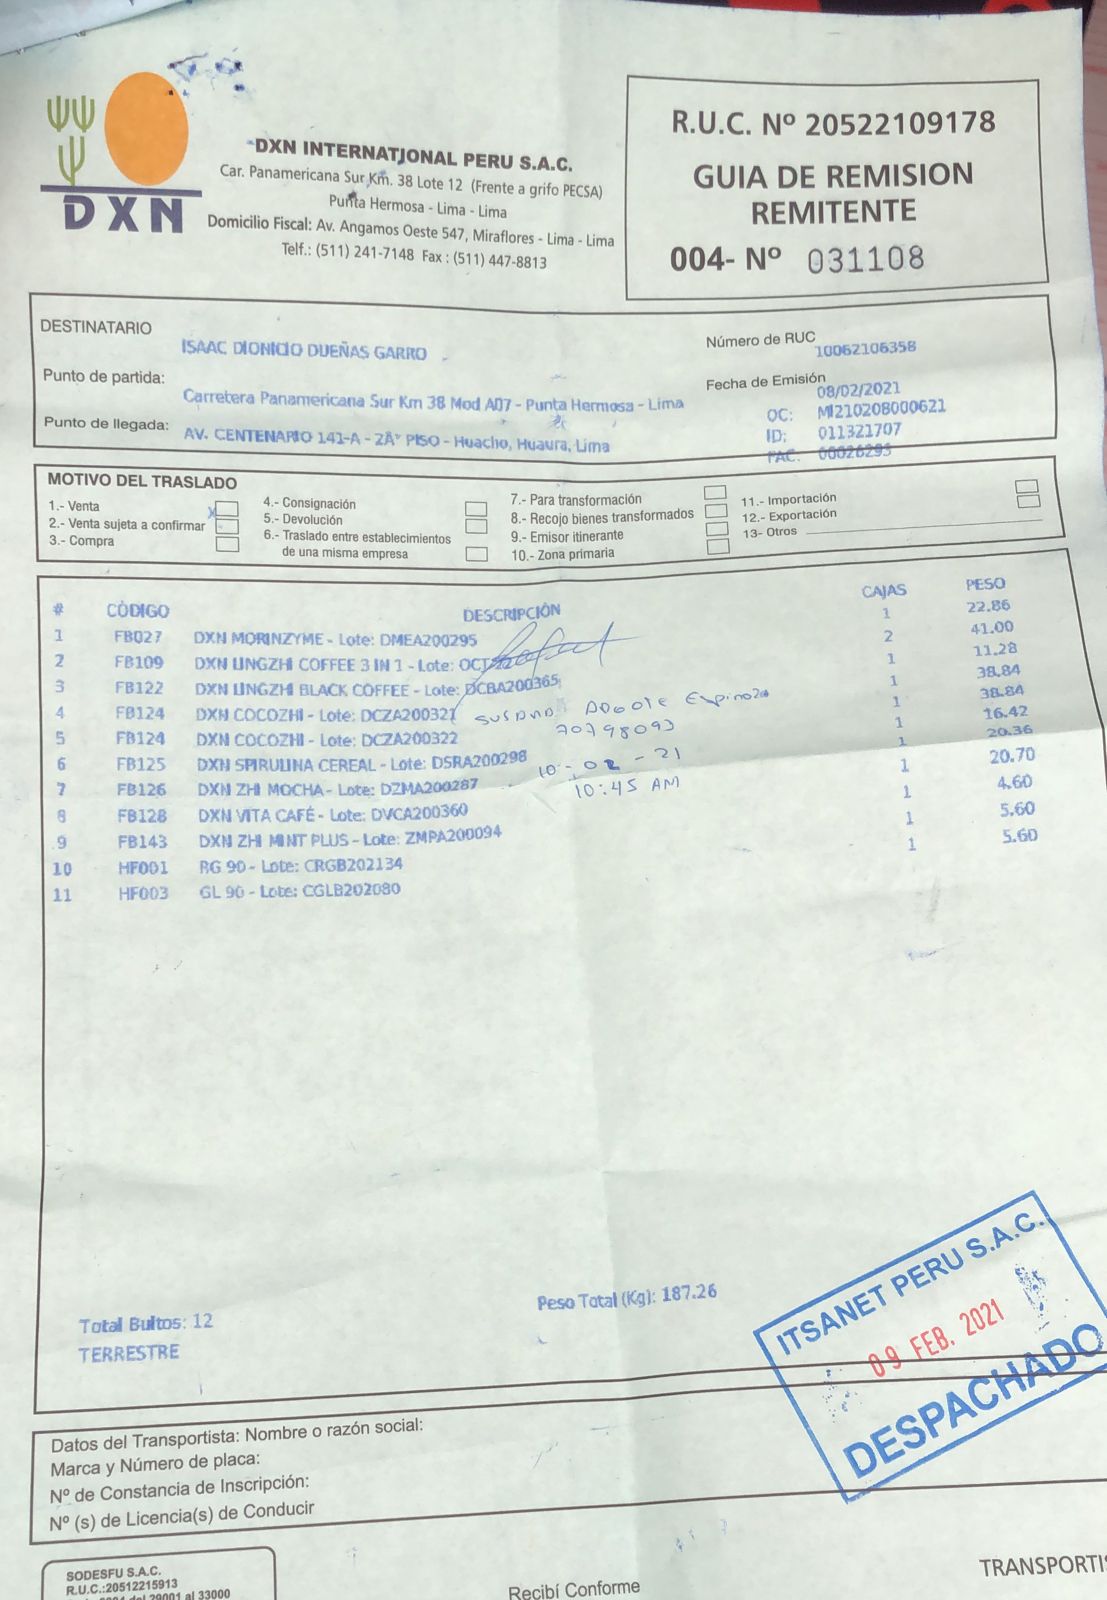 DXN
DXN INTERNATIONAL PERU S.A.C.
Car. Panamericana Sur Km. 38 Lote 12 (Frente a grifo PECSA)
Punta Hermosa - Lima - Lima
Domicilio Fiscal: Av. Angamos Oeste 547, Miraflores - Lima - Lima
Telf.: (511) 241-7148 Fax : (511) 447-8813
R.U.C. Nº 20522109178
GUIA DE REMISION
REMITENTE
004- Nº 031108
DESTINATARIO
ISAAC DIONICIO DUEÑAS GARRO
Número de RUC
10062106358
Punto de partida:
Carretera Panamericana Sur Km 38 Mod A07 - Punta Hermosa - Lima
Fecha de Emisión
08/02/2021
OC: MI210208000621
Punto de llegada:
AV. CENTENARIO 141-A - 2Â° PISO - Huacho, Huaura, Lima
ID: 011321707
FAC: 00026293
MOTIVO DEL TRASLADO
1.- Venta
2.- Venta sujeta a confirmar
3.- Compra
4.- Consignación
5.- Devolución
6.- Traslado entre establecimientos
de una misma empresa
7.- Para transformación
8.- Recojo bienes transformados
9.- Emisor itinerante
10.- Zona primaria
11.- Importación
12.- Exportación
13- Otros
# CÒDIGO DESCRIPCIÓN CAJAS PESO
1 FB027 DXN MORINZYME - Lote: DMEA200295 1 22.86
2 FB109 DXN LINGZHI COFFEE 3 IN 1 - Lote: 2 41.00
3 FB122 DXN LINGZHI BLACK COFFEE - Lote: DCBA200365 1 11.28
4 FB124 DXN COCOZHI - Lote: DCZA200321 1 38.84
5 FB124 DXN COCOZHI - Lote: DCZA200322 1 38.84
6 FB125 DXN SPIRULINA CEREAL - Lote: DSRA200298 1 16.42
7 FB126 DXN ZHI MOCHA - Lote: DZMA200287 1 20.36
8 FB128 DXN VITA CAFÉ - Lote: DVCA200360 1 20.70
9 FB143 DXN ZHI MINT PLUS - Lote: ZMPA200094 1 4.60
10 HF001 RG 90 - Lote: CRGB202134 1 5.60
11 HF003 GL 90 - Lote: CGLB202080 1 5.60
Espinoza
70798093
10-02-21
10:45 AM
Total Bultos: 12
Peso Total (Kg): 187.26
TERRESTRE
ITSANET PERU S.A.C.
09 FEB. 2021
DESPACHADO
Datos del Transportista: Nombre o razón social:
Marca y Número de placa:
Nº de Constancia de Inscripción:
Nº (s) de Licencia(s) de Conducir
SODESFU S.A.C.
R.U.C.:20512215913
del 29001 al 33000
Recibí Conforme
TRANSPORTIS